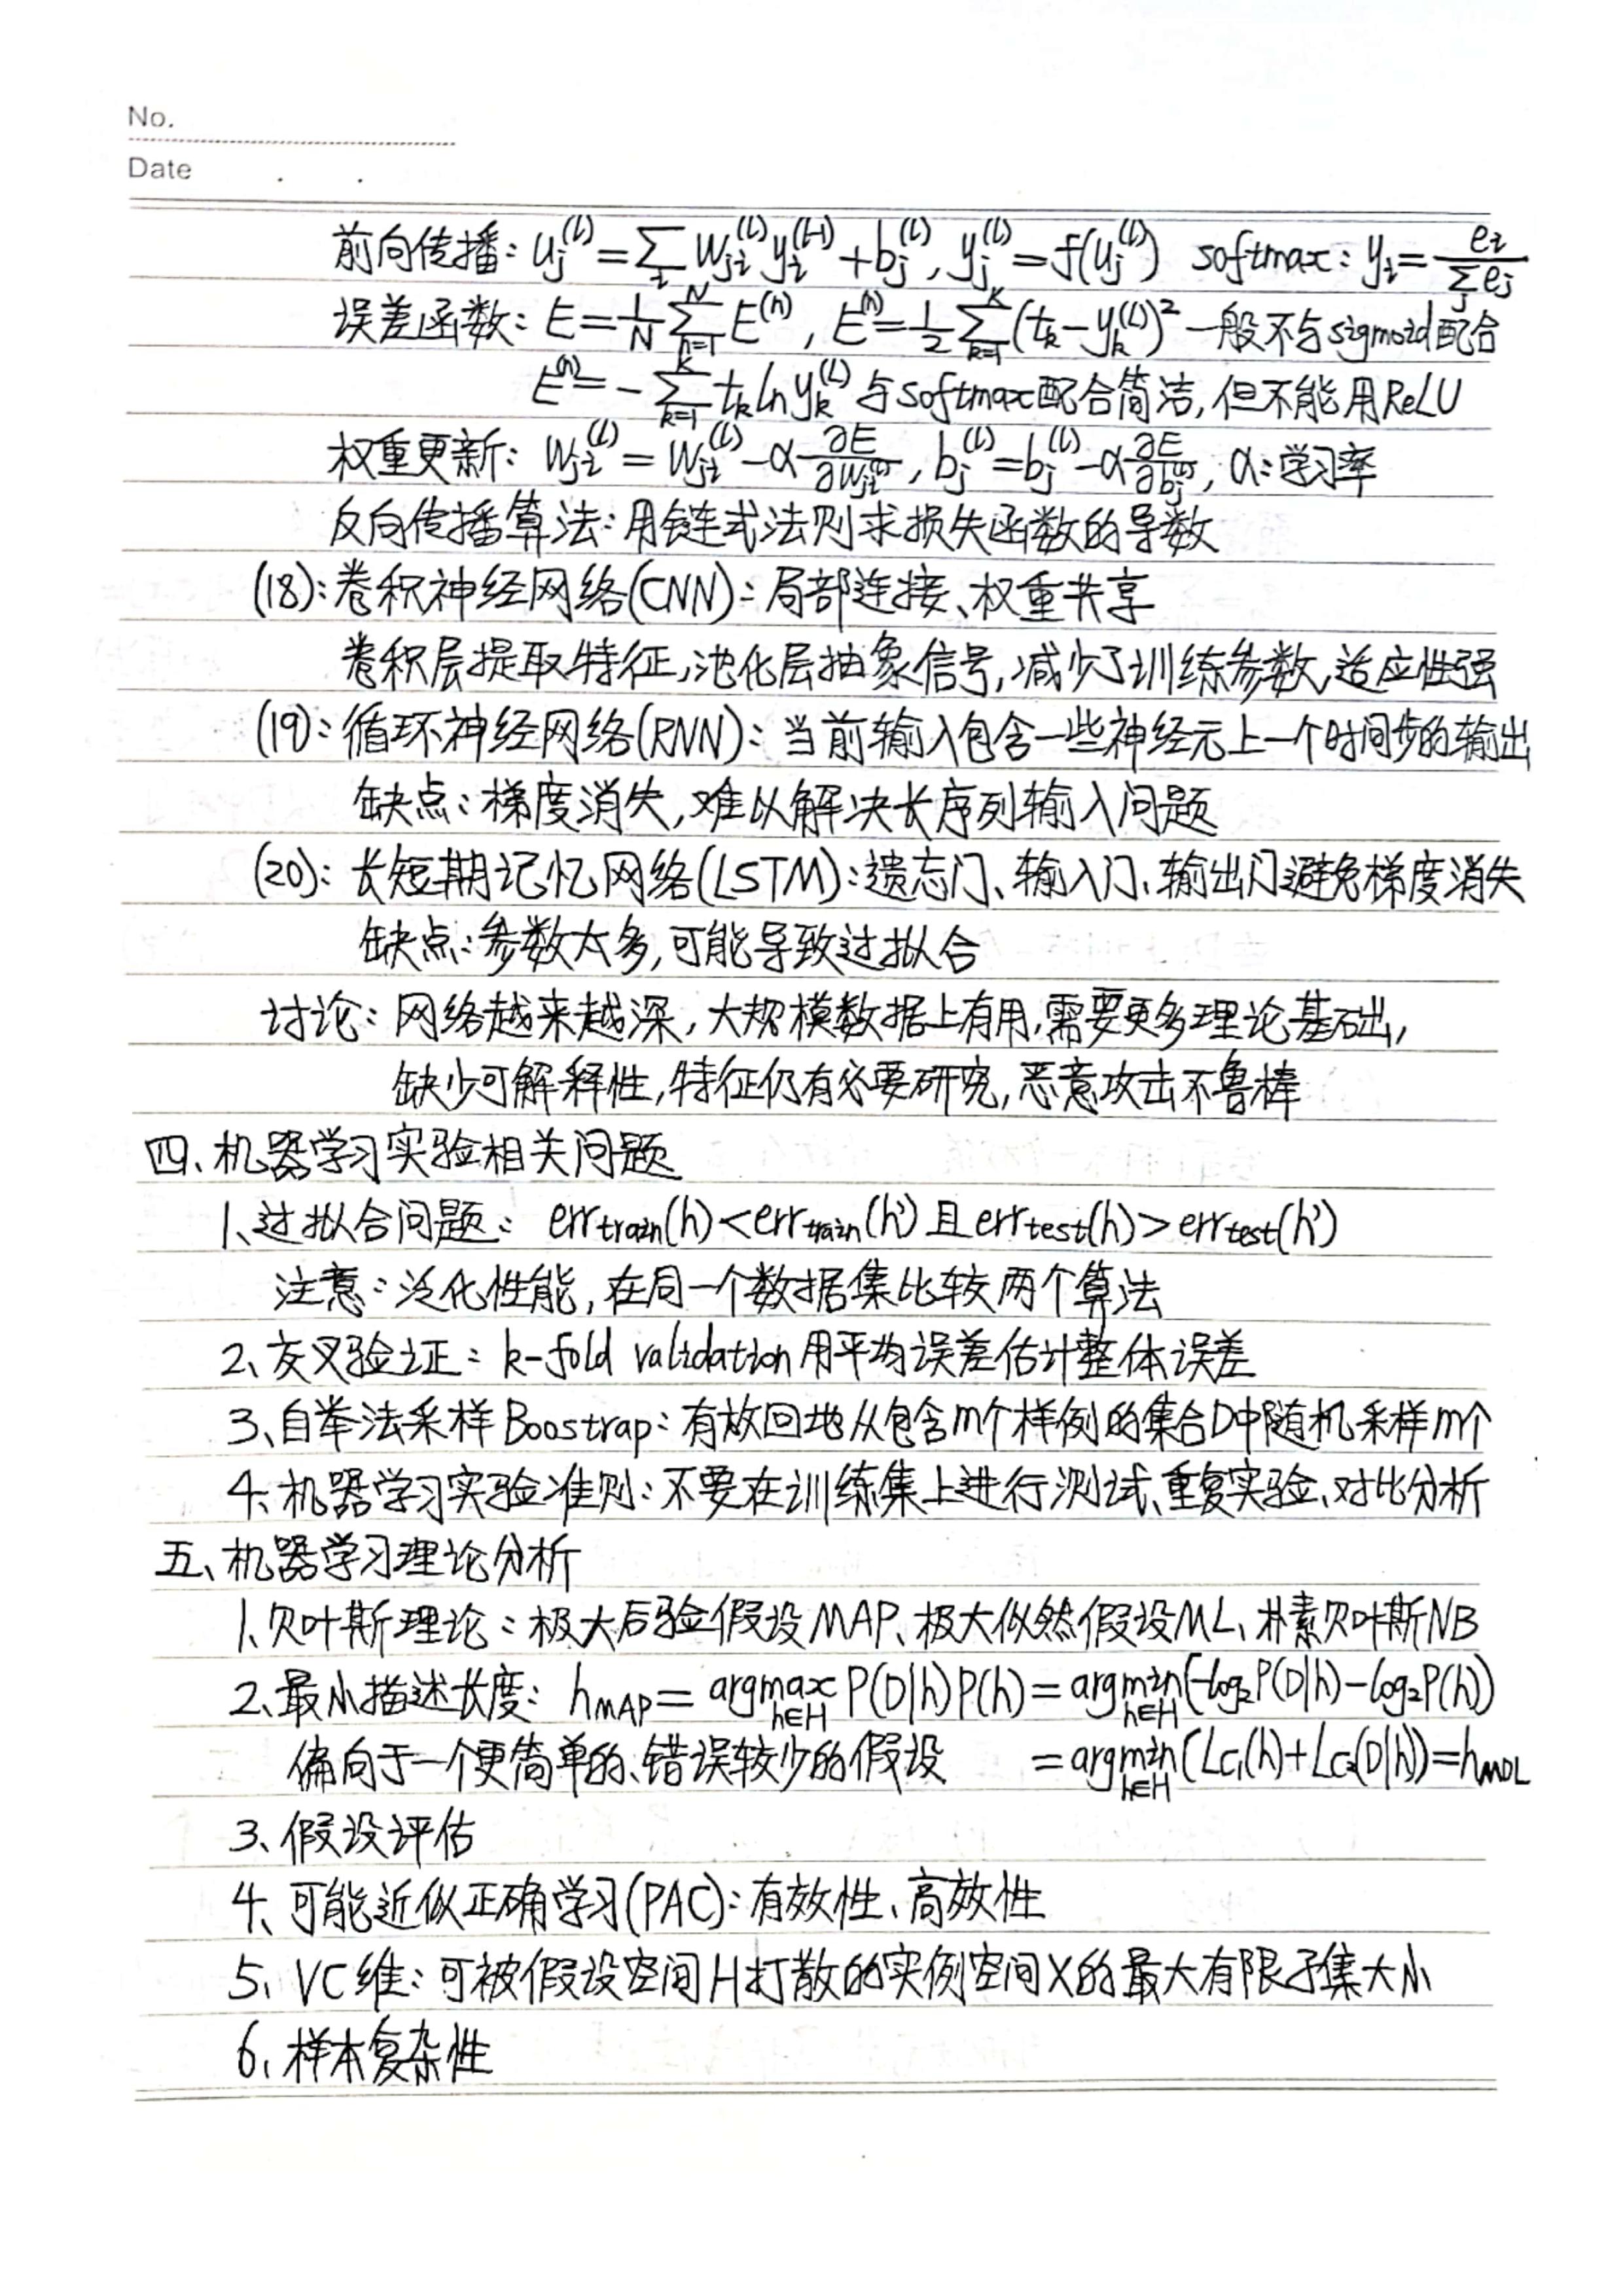 No.
Date . .
前向传播: u_j^{(l)} = \sum_i w_{ji}^{(l)} y_i^{(l-1)} + b_j^{(l)}, y_j^{(l)} = f(u_j^{(l)}) softmax: y_i = \frac{e_i}{\sum_j e_j}
误差函数: E = \frac{1}{N} \sum_{n=1}^{N} E^{(n)}, E^{(n)} = \frac{1}{2} \sum_{k=1}^{K} (t_k - y_k^{(L)})^2 一般不与sigmoid配合
E^{(n)} = -\sum_{k=1}^{K} t_k ln y_k^{(L)} 与softmax配合简洁,但不能用ReLU
权重更新: w_{ji}^{(l)} = w_{ji}^{(l)} - α \frac{∂E}{∂w_{ji}^{(l)}}, b_j^{(l)} = b_j^{(l)} - α \frac{∂E}{∂b_j^{(l)}}, α:学习率
反向传播算法:用链式法则求损失函数的导数
(18):卷积神经网络(CNN):局部连接、权重共享
卷积层提取特征,池化层抽象信号,减少了训练参数,适应性强
(19):循环神经网络(RNN):当前输入包含一些神经元上一个时间步的输出
缺点:梯度消失,难以解决长序列输入问题
(20):长短期记忆网络(LSTM):遗忘门、输入门、输出门避免梯度消失
缺点:参数太多,可能导致过拟合
讨论:网络越来越深,大规模数据上有用,需要更多理论基础,
缺少可解释性,特征仍有必要研究,恶意攻击不鲁棒
四、机器学习实验相关问题
1、过拟合问题: err_{train}(h) < err_{train}(h') 且 err_{test}(h) > err_{test}(h')
注意:泛化性能,在同一个数据集比较两个算法
2、交叉验证: k-fold validation用平均误差估计整体误差
3、自举法采样Boostrap:有放回地从包含m个样例的集合D中随机采样m个
4、机器学习实验准则:不要在训练集上进行测试、重复实验、对比分析
五、机器学习理论分析
1、贝叶斯理论:极大后验假设MAP、极大似然假设ML、朴素贝叶斯NB
2、最小描述长度: h_{MAP} = argmax_{h∈H} P(D|h)P(h) = argmin_{h∈H} (-log_2P(D|h)-log_2P(h))
偏向于一个更简单的、错误较少的假设 = argmin_{h∈H} (L_{C_1}(h)+L_{C_2}(D|h)) = h_{MDL}
3、假设评估
4、可能近似正确学习(PAC):有效性、高效性
5、VC维:可被假设空间H打散的实例空间X的最大有限子集大小
6、样本复杂性